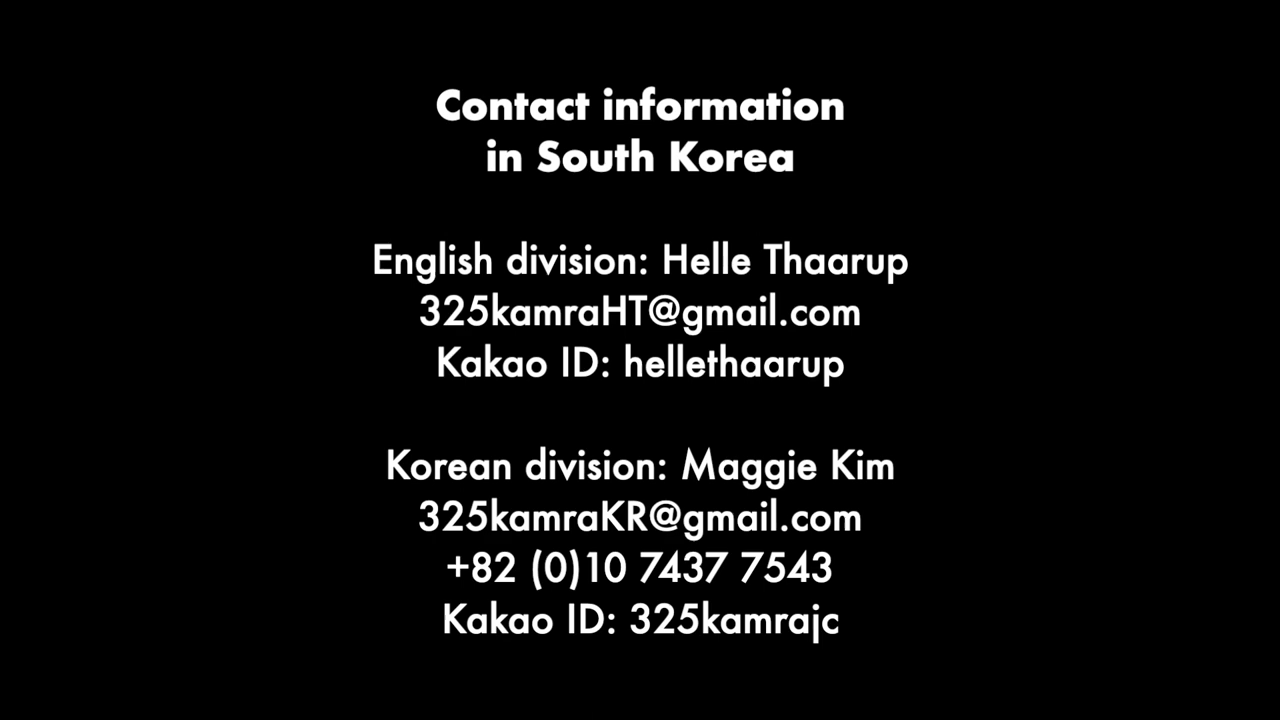 Contact information
in South Korea
English division: Helle Thaarup
325kamraHT@gmail.com
Kakao ID: hellethaarup
Korean division: Maggie Kim
325kamraKR@gmail.com
+82 (0)10 7437 7543
Kakao ID: 325kamrajc